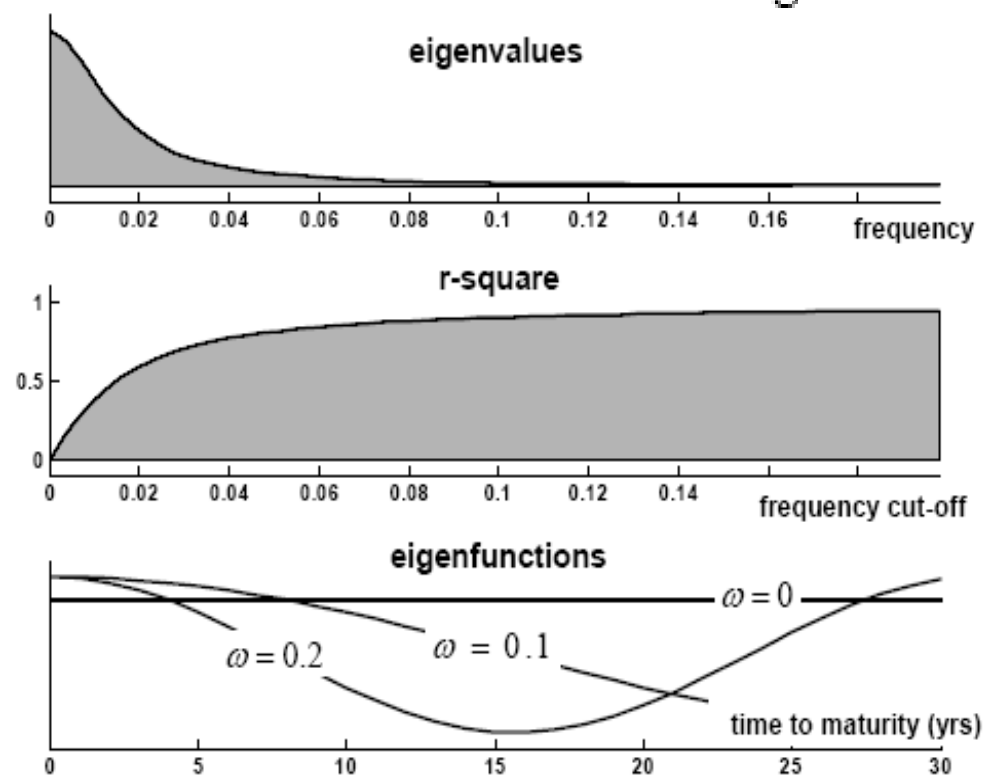 eigenvalues
0 0.02 0.04 0.06 0.08 0.1 0.12 0.14 0.16
frequency
r-square
1
0.5
0
0 0.02 0.04 0.06 0.08 0.1 0.12 0.14
frequency cut-off
eigenfunctions
ω = 0
ω = 0.1
ω = 0.2
time to maturity (yrs)
0 5 10 15 20 25 30